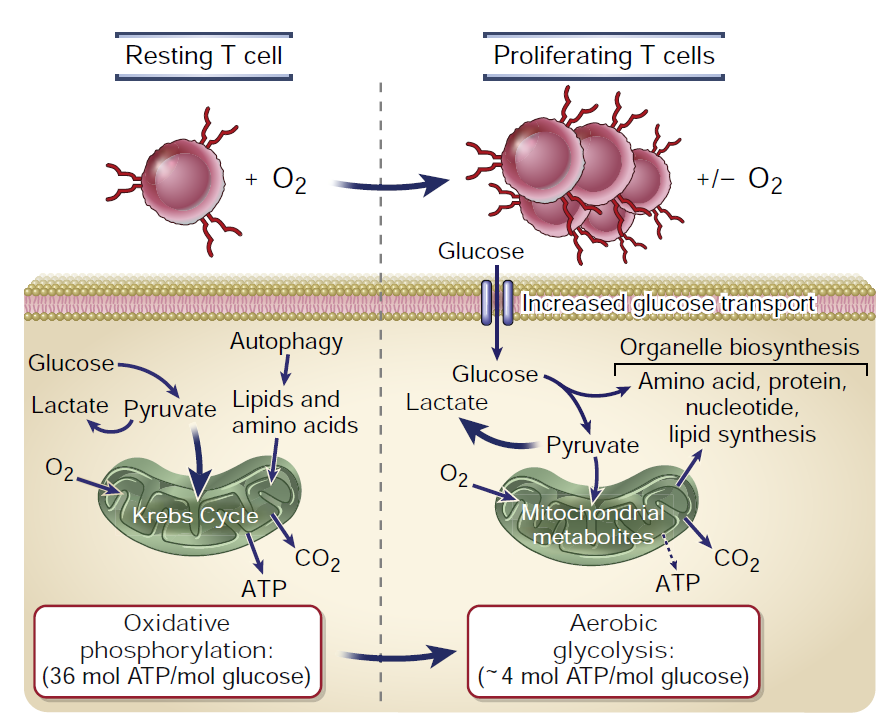 Resting T cell
Proliferating T cells
+ O2
+/− O2
Glucose
Increased glucose transport
Autophagy
Glucose
Lactate
Pyruvate
Lipids and
amino acids
O2
Krebs Cycle
CO2
ATP
Organelle biosynthesis
Glucose
Amino acid, protein,
nucleotide,
lipid synthesis
Lactate
Pyruvate
O2
Mitochondrial
metabolites
CO2
ATP
Oxidative
phosphorylation:
(36 mol ATP/mol glucose)
Aerobic
glycolysis:
(~4 mol ATP/mol glucose)